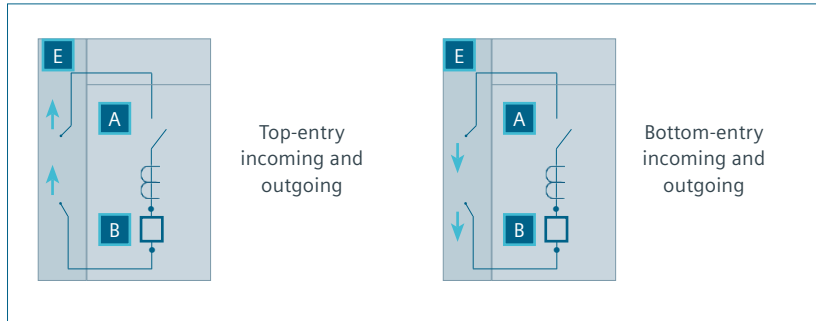 E
A
B
Top-entry
incoming and
outgoing
E
A
B
Bottom-entry
incoming and
outgoing